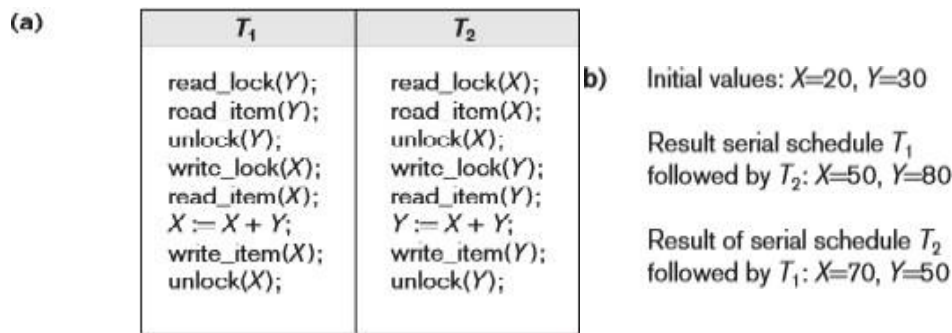 (a)
T1 T2
read_lock(Y); read_lock(X);
read_item(Y); read_item(X);
unlock(Y); unlock(X);
write_lock(X); write_lock(Y);
read_item(X); read_item(Y);
X := X + Y; Y := X + Y;
write_item(X); write_item(Y);
unlock(X); unlock(Y);
b) Initial values: X=20, Y=30
Result serial schedule T1
followed by T2: X=50, Y=80
Result of serial schedule T2
followed by T1: X=70, Y=50